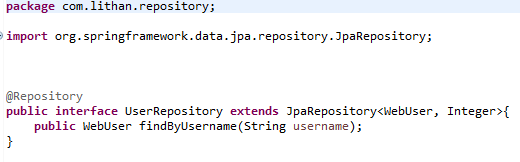 package com.lithan.repository;
import org.springframework.data.jpa.repository.JpaRepository;
@Repository
public interface UserRepository extends JpaRepository<WebUser, Integer>{
public WebUser findByUsername(String username);
}